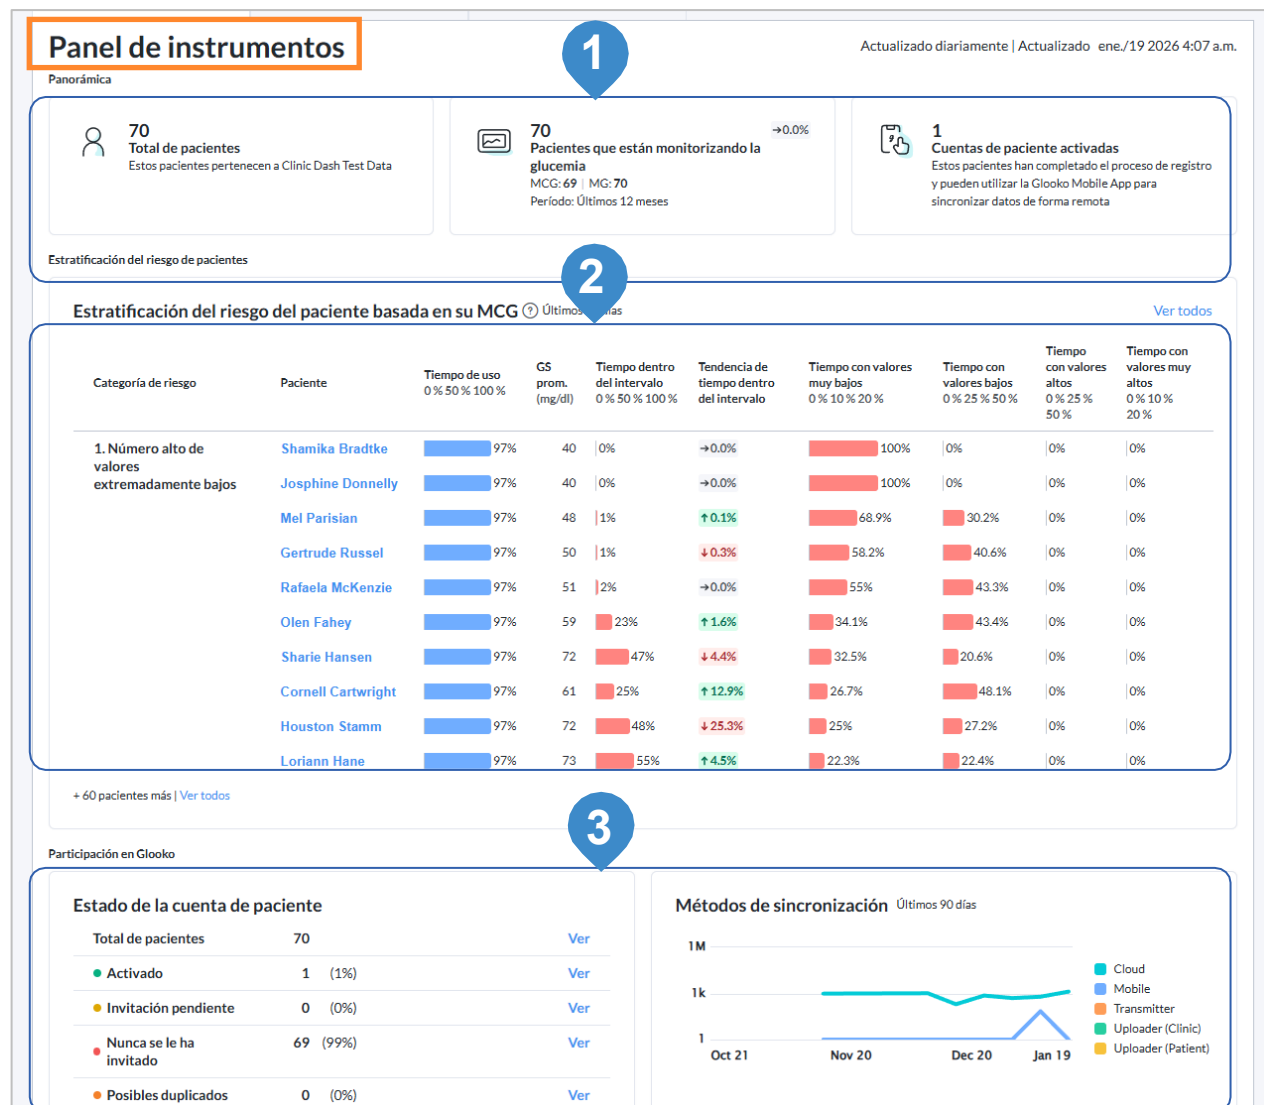 Panel de instrumentos
1
Actualizado diariamente | Actualizado ene./19 2026 4:07 a.m.
Panorámica
70
Total de pacientes
Estos pacientes pertenecen a Clinic Dash Test Data
70
→0.0%
Pacientes que están monitorizando la
glucemia
MCG: 69 | MG: 70
Período: Últimos 12 meses
1
Cuentas de paciente activadas
Estos pacientes han completado el proceso de registro
y pueden utilizar la Glooko Mobile App para
sincronizar datos de forma remota
Estratificación del riesgo de pacientes
2
Estratificación del riesgo del paciente basada en su MCG ? Últimos
Ver todos
Categoría de riesgo
Paciente
Tiempo de uso
0 % 50 % 100 %
GS
prom.
(mg/dl)
Tiempo dentro
del intervalo
0 % 50 % 100 %
Tendencia de
tiempo dentro
del intervalo
Tiempo con valores
muy bajos
0 % 10 % 20 %
Tiempo con
valores bajos
0 % 25 % 50 %
Tiempo
con valores
altos
0 % 25 %
50 %
Tiempo con
valores muy
altos
0 % 10 %
20 %
1. Número alto de
valores
extremadamente bajos
Shamika Bradtke 97% 40 0% →0.0% 100% 0% 0% 0%
Josphine Donnelly 97% 40 0% →0.0% 100% 0% 0% 0%
Mel Parisian 97% 48 1% ↑0.1% 68.9% 30.2% 0% 0%
Gertrude Russel 97% 50 1% ↓0.3% 58.2% 40.6% 0% 0%
Rafaela McKenzie 97% 51 2% →0.0% 55% 43.3% 0% 0%
Olen Fahey 97% 59 23% ↑1.6% 34.1% 43.4% 0% 0%
Sharie Hansen 97% 72 47% ↓4.4% 32.5% 20.6% 0% 0%
Cornell Cartwright 97% 61 25% ↑12.9% 26.7% 48.1% 0% 0%
Houston Stamm 97% 72 48% ↓25.3% 25% 27.2% 0% 0%
Loriann Hane 97% 73 55% ↑4.5% 22.3% 22.4% 0% 0%
+ 60 pacientes más | Ver todos
3
Participación en Glooko
Estado de la cuenta de paciente
Total de pacientes 70 Ver
Activado 1 (1%) Ver
Invitación pendiente 0 (0%) Ver
Nunca se le ha
invitado
69 (99%) Ver
Posibles duplicados 0 (0%) Ver
Métodos de sincronización Últimos 90 días
1M
1k
1
Oct 21 Nov 20 Dec 20 Jan 19
Cloud
Mobile
Transmitter
Uploader (Clinic)
Uploader (Patient)